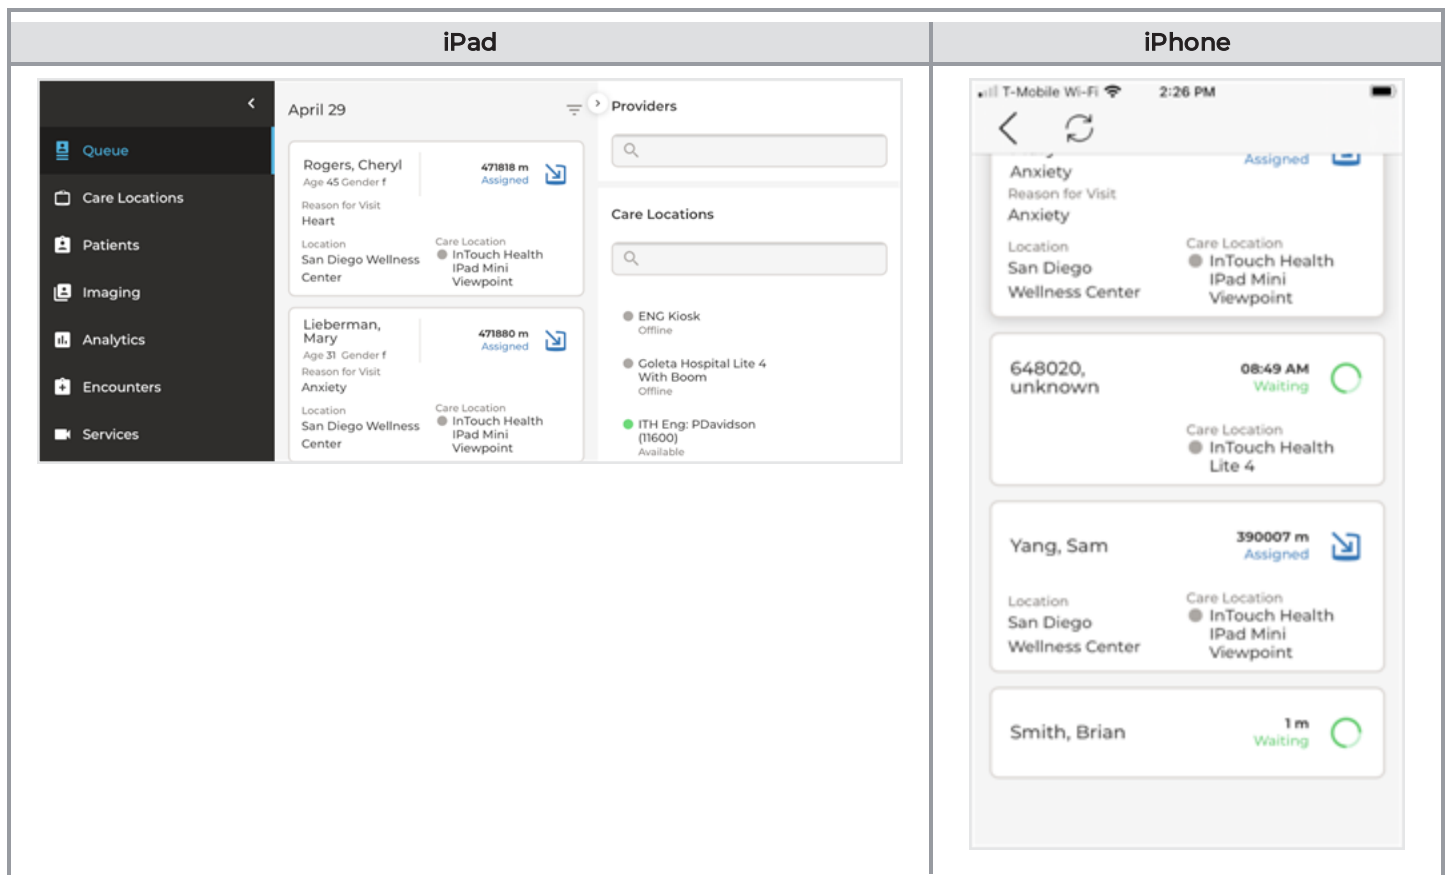 iPad
iPhone
Queue
Care Locations
Patients
Imaging
Analytics
Encounters
Services
April 29
Rogers, Cheryl
Age 45 Gender f
471818 m
Assigned
Reason for Visit
Heart
Location
San Diego Wellness
Center
Care Location
InTouch Health
IPad Mini
Viewpoint
Lieberman,
Mary
Age 31 Gender f
471880 m
Assigned
Reason for Visit
Anxiety
Location
San Diego Wellness
Center
Care Location
InTouch Health
IPad Mini
Viewpoint
Providers
Care Locations
ENG Kiosk
Offline
Goleta Hospital Lite 4
With Boom
Offline
ITH Eng: PDavidson
(11600)
Available
T-Mobile Wi-Fi 2:26 PM
Assigned
Anxiety
Reason for Visit
Anxiety
Location
San Diego
Wellness Center
Care Location
InTouch Health
IPad Mini
Viewpoint
648020,
unknown
08:49 AM
Waiting
Care Location
InTouch Health
Lite 4
Yang, Sam
390007 m
Assigned
Location
San Diego
Wellness Center
Care Location
InTouch Health
IPad Mini
Viewpoint
Smith, Brian
1 m
Waiting